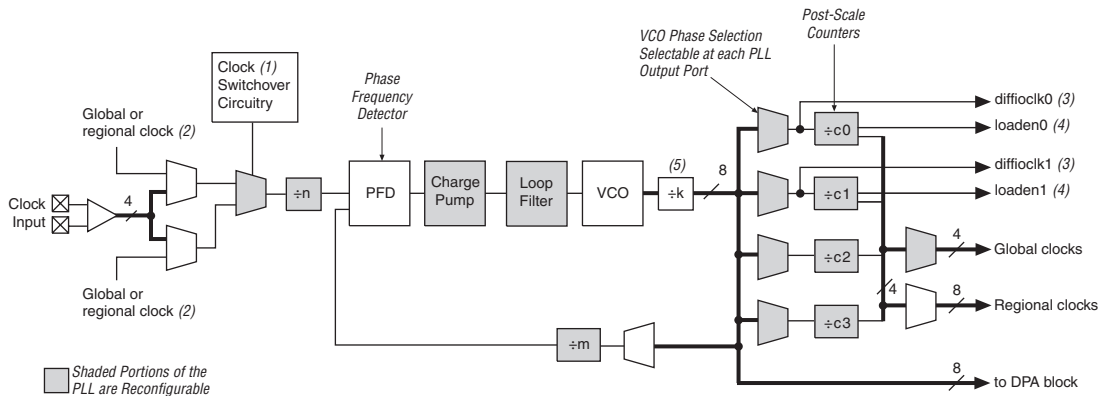 Post-Scale
Counters
VCO Phase Selection
Selectable at each PLL
Output Port
Clock (1)
Switchover
Circuitry
Phase
Frequency
Detector
Global or
regional clock (2)
Clock
Input
4
Global or
regional clock (2)
÷n
PFD
Charge
Pump
Loop
Filter
VCO
(5)
÷k
8
÷c0
÷c1
÷c2
÷c3
÷m
4
diffioclk0 (3)
loaden0 (4)
diffioclk1 (3)
loaden1 (4)
4
Global clocks
8
Regional clocks
8
to DPA block
Shaded Portions of the
PLL are Reconfigurable